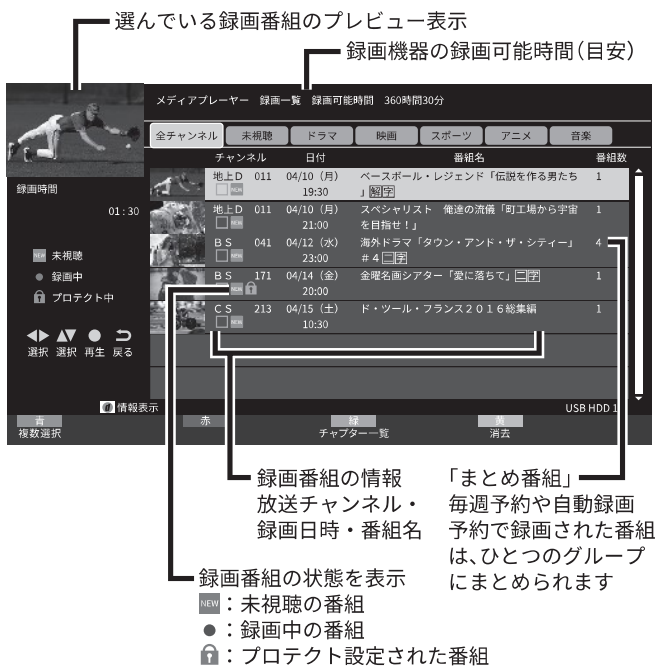 選んでいる録画番組のプレビュー表示
録画機器の録画可能時間(目安)
メディアプレーヤー 録画一覧 録画可能時間 360時間30分
全チャンネル 未視聴 ドラマ 映画 スポーツ アニメ 音楽
チャンネル 日付 番組名 番組数
地上D 011 04/10(月) ベースボール・レジェンド「伝説を作る男たち 1
NEW 19:30 」解字
地上D 011 04/10(月) スペシャリスト 俺達の流儀「町工場から宇宙 1
NEW 21:00 を目指せ!」
BS 041 04/12(水) 海外ドラマ「タウン・アンド・ザ・シティー」 4
NEW 23:00 #4二字
BS 171 04/14(金) 金曜名画シアター「愛に落ちて」二字 1
NEW 20:00
CS 213 04/15(土) ド・ツール・フランス2016総集編 1
NEW 10:30
録画時間
01:30
NEW 未視聴
● 録画中
プロテクト中
選択 選択 再生 戻る
d 情報表示
USB HDD 1
青 赤 緑 黄
複数選択 チャプター一覧 消去
録画番組の情報
放送チャンネル・
録画日時・番組名
「まとめ番組」
毎週予約や自動録画
予約で録画された番組
は、ひとつのグループ
にまとめられます
録画番組の状態を表示
NEW:未視聴の番組
●:録画中の番組
:プロテクト設定された番組